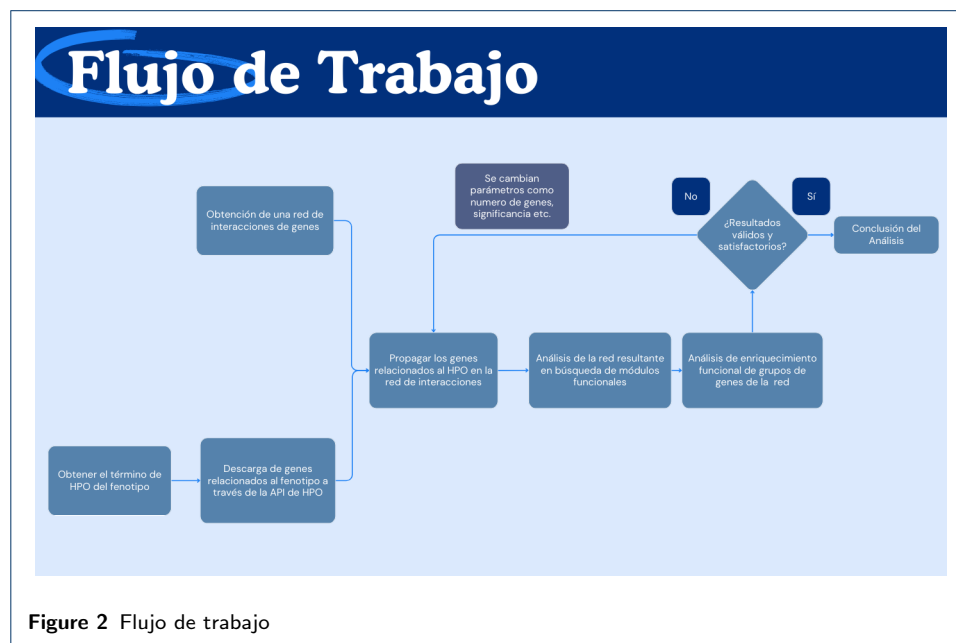 Flujo de Trabajo
Se cambian
parámetros como
numero de genes,
significancia etc.
No
Sí
Obtención de una red de
interacciones de genes
¿Resultados
válidos y
satisfactorios?
Conclusión del
Análisis
Propagar los genes
relacionados al HPO en la
red de interacciones
Análisis de la red resultante
en búsqueda de módulos
funcionales
Análisis de enriquecimiento
funcional de grupos de
genes de la red
Obtener el término de
HPO del fenotipo
Descarga de genes
relacionados al fenotipo a
través de la API de HPO
Figure 2 Flujo de trabajo